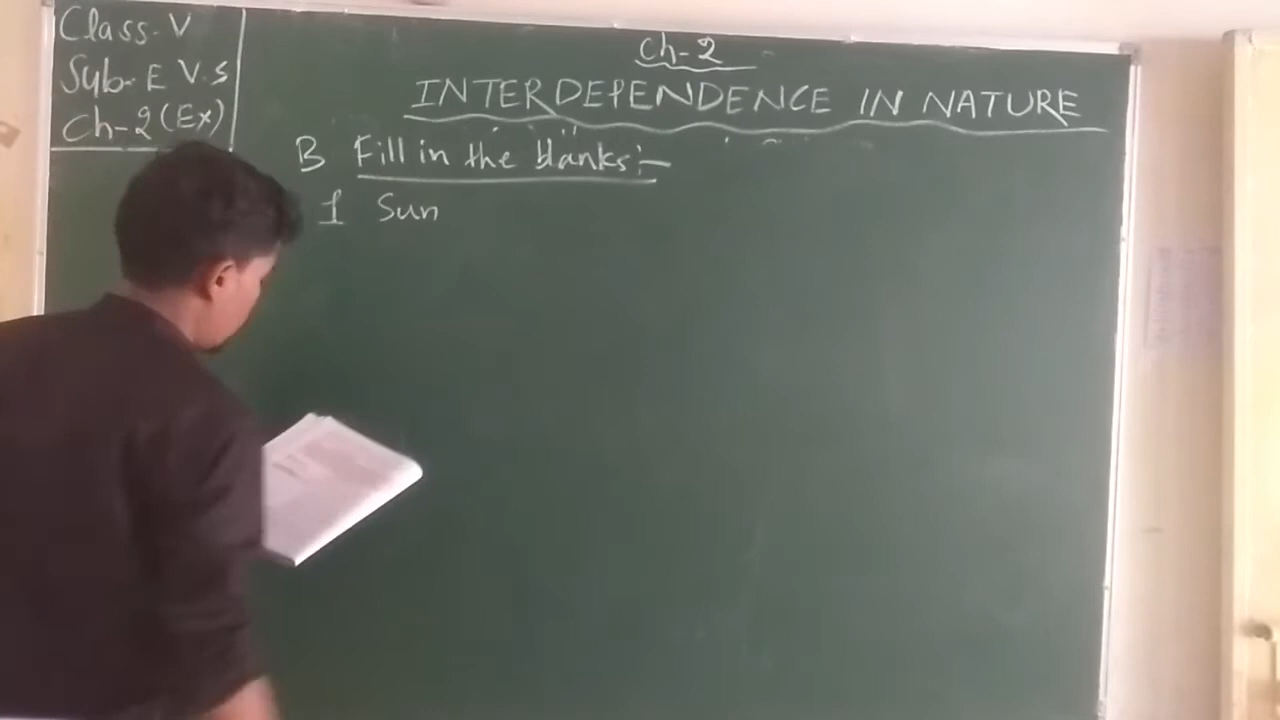 Class-V
Sub-E V.S
Ch-2 (Ex)
Ch-2
INTERDEPENDENCE IN NATURE
B Fill in the blanks:-
1 Sun